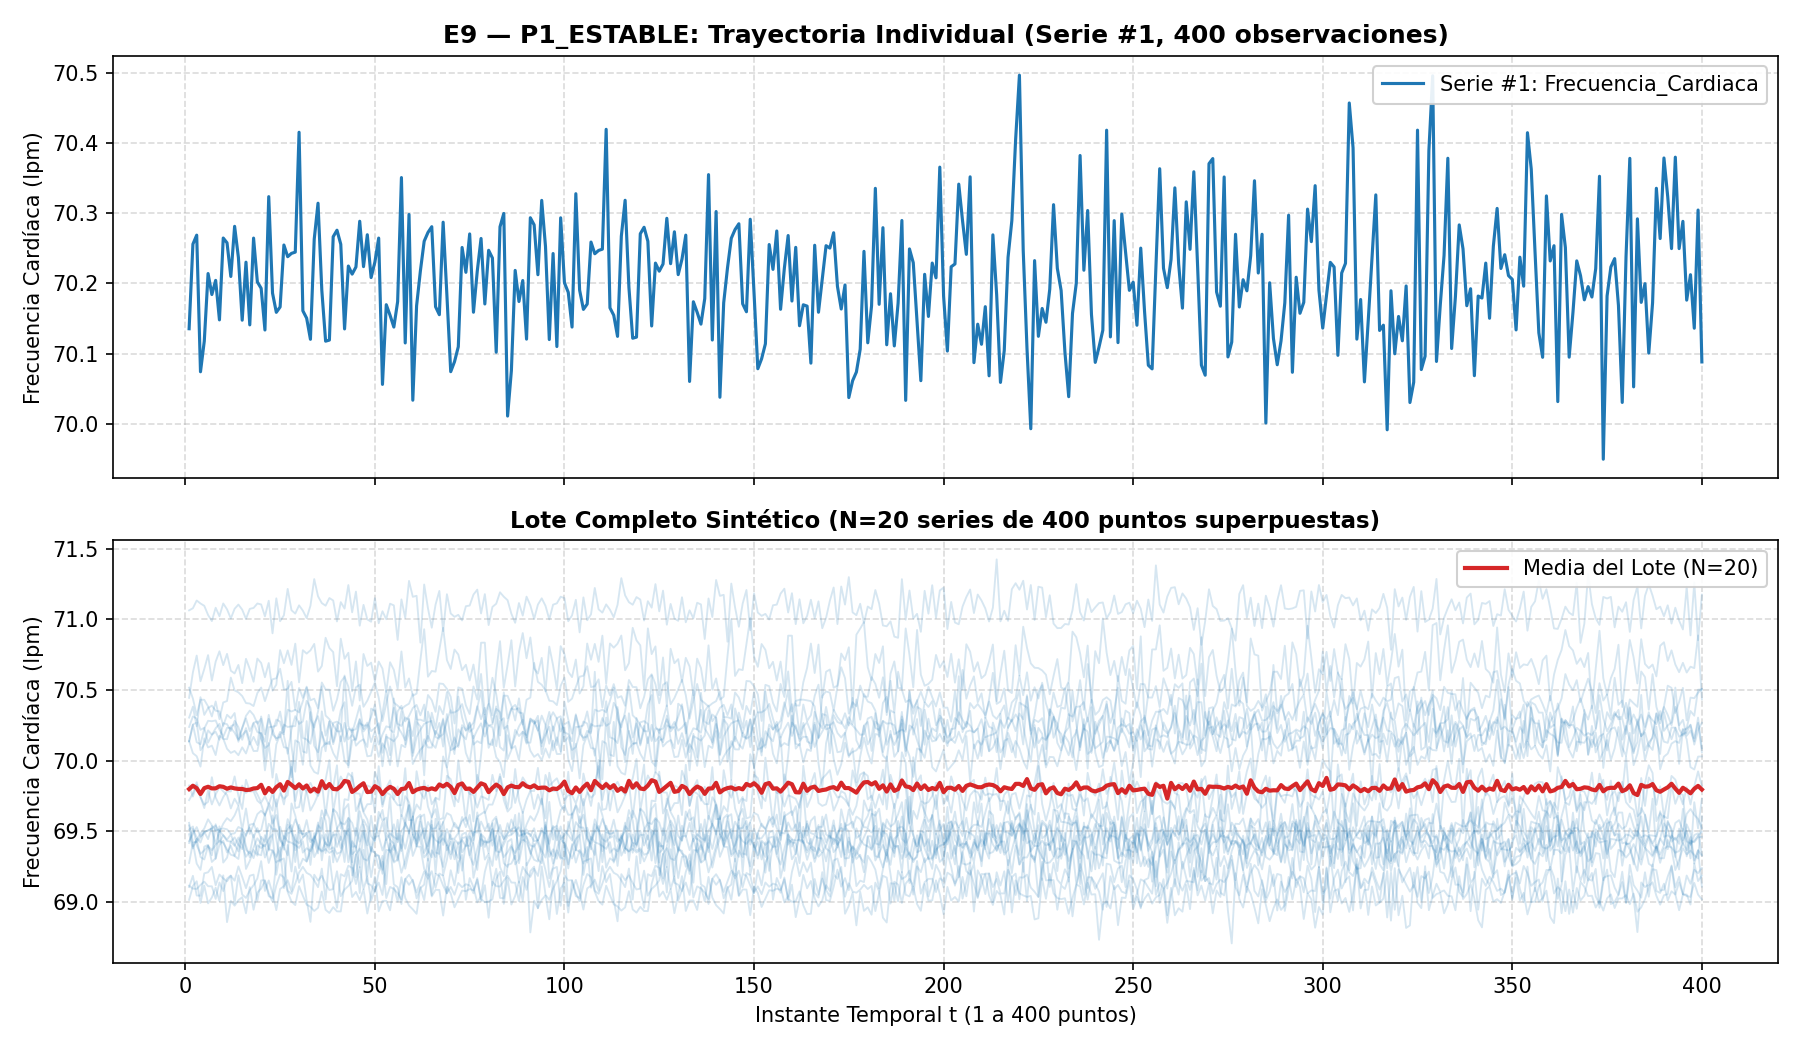 E9 — P1_ESTABLE: Trayectoria Individual (Serie #1, 400 observaciones)
Serie #1: Frecuencia_Cardiaca
Frecuencia Cardíaca (lpm)
70.5
70.4
70.3
70.2
70.1
70.0
Lote Completo Sintético (N=20 series de 400 puntos superpuestas)
Media del Lote (N=20)
Frecuencia Cardíaca (lpm)
71.5
71.0
70.5
70.0
69.5
69.0
0 50 100 150 200 250 300 350 400
Instante Temporal t (1 a 400 puntos)